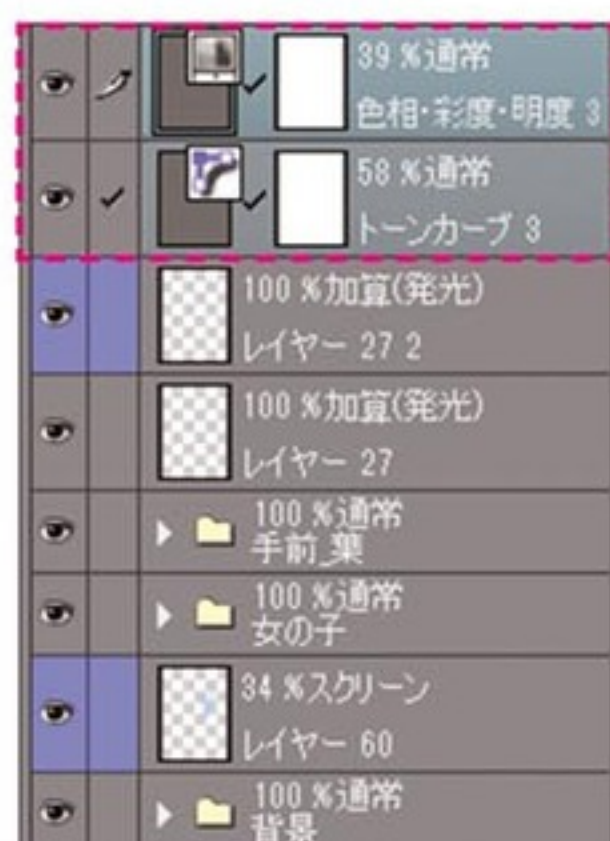 39 %通常
色相・彩度・明度 3
58 %通常
トーンカーブ 3
100 %加算(発光)
レイヤー 27 2
100 %加算(発光)
レイヤー 27
100 %通常
手前_葉
100 %通常
女の子
34 %スクリーン
レイヤー 60
100 %通常
背景